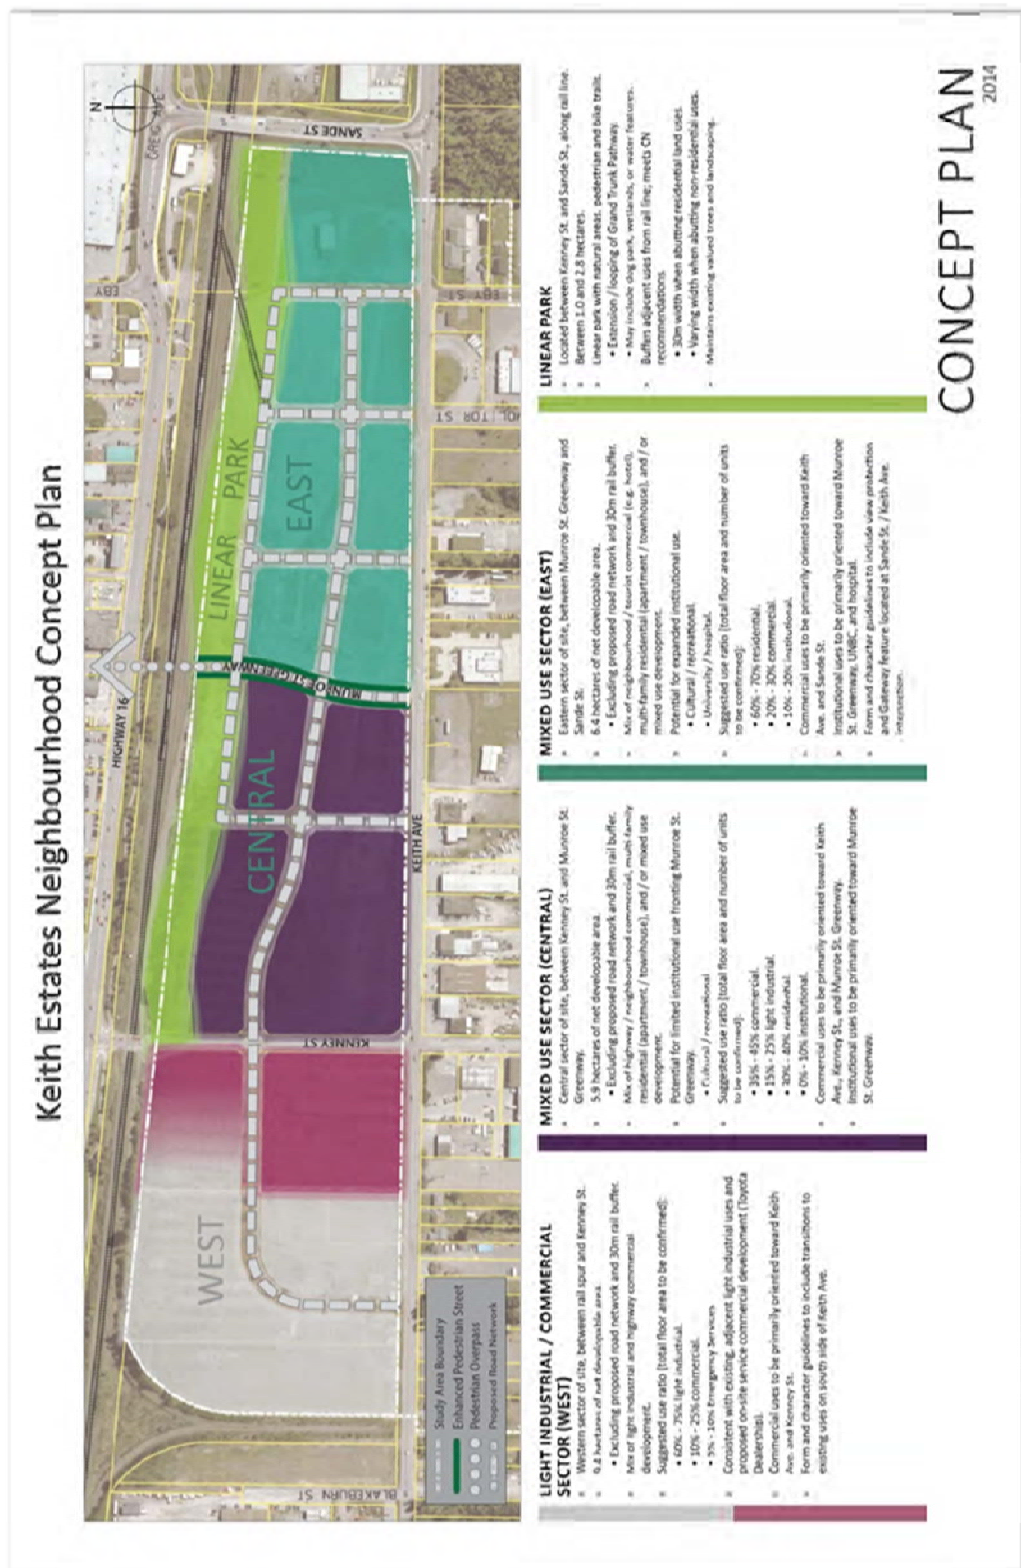 Keith Estates Neighbourhood Concept Plan
N
GREIG AVE
HIGHWAY 16
EBY
SANDE ST
LINEAR PARK
WEST
CENTRAL
EAST
MUNROE ST GREENWAY
KENNEY ST
KEITH AVE
BLAKEBURN ST
EBY ST
Study Area Boundary
Enhanced Pedestrian Street
Pedestrian Overpass
Proposed Road Network
LIGHT INDUSTRIAL / COMMERCIAL
SECTOR (WEST)
Western sector of site, between rail spur and Kenney St.
9.4 hectares of net developable area.
• Excluding proposed road network and 30m rail buffer.
Mix of light industrial and highway commercial
development.
Suggested use ratio (total floor area to be confirmed):
• 60% - 75% light industrial.
• 10% - 25% commercial.
• 5% - 10% Emergency Services
Consistent with existing, adjacent light industrial uses and
proposed on-site service commercial development (Toyota
Dealership).
Commercial uses to be primarily oriented toward Keith
Ave. and Kenney St.
Form and character guidelines to include transitions to
existing uses on south side of Keith Ave.
MIXED USE SECTOR (CENTRAL)
Central sector of site, between Kenney St. and Munroe St.
Greenway.
5.9 hectares of net developable area.
• Excluding proposed road network and 30m rail buffer.
Mix of highway / neighbourhood commercial, multi-family
residential (apartment / townhouse), and / or mixed use
development.
Potential for limited institutional use fronting Munroe St.
Greenway.
• Cultural / recreational
Suggested use ratio (total floor area and number of units
to be confirmed):
• 35% - 45% commercial.
• 15% - 25% light industrial.
• 30% - 40% residential.
• 0% - 10% institutional.
Commercial uses to be primarily oriented toward Keith
Ave., Kenney St., and Munroe St. Greenway.
Institutional uses to be primarily oriented toward Munroe
St. Greenway.
MIXED USE SECTOR (EAST)
Eastern sector of site, between Munroe St. Greenway and
Sande St.
6.4 hectares of net developable area.
• Excluding proposed road network and 30m rail buffer.
Mix of neighbourhood / tourist commercial (e.g. hotel),
multi-family residential (apartment / townhouse), and / or
mixed use development.
Potential for expanded institutional use.
• Cultural / recreational.
• University / hospital.
Suggested use ratio (total floor area and number of units
to be confirmed):
• 60% - 70% residential.
• 20% - 30% commercial.
• 10% - 20% institutional.
Commercial uses to be primarily oriented toward Keith
Ave. and Sande St.
Institutional uses to be primarily oriented toward Munroe
St. Greenway, UNBC, and hospital.
Form and character guidelines to include view protection
and Gateway feature located at Sande St. / Keith Ave.
intersection.
LINEAR PARK
Located between Kenney St. and Sande St., along rail line.
Between 1.0 and 2.8 hectares.
Linear park with natural areas, pedestrian and bike trails.
• Extension / looping of Grand Trunk Pathway.
• May include dog park, wetlands, or water features.
Buffers adjacent uses from rail line; meets CN
recommendations.
• 30m width when abutting residential land uses.
• Varying width when abutting non-residential uses.
Maintains existing valued trees and landscaping.
CONCEPT PLAN
2014